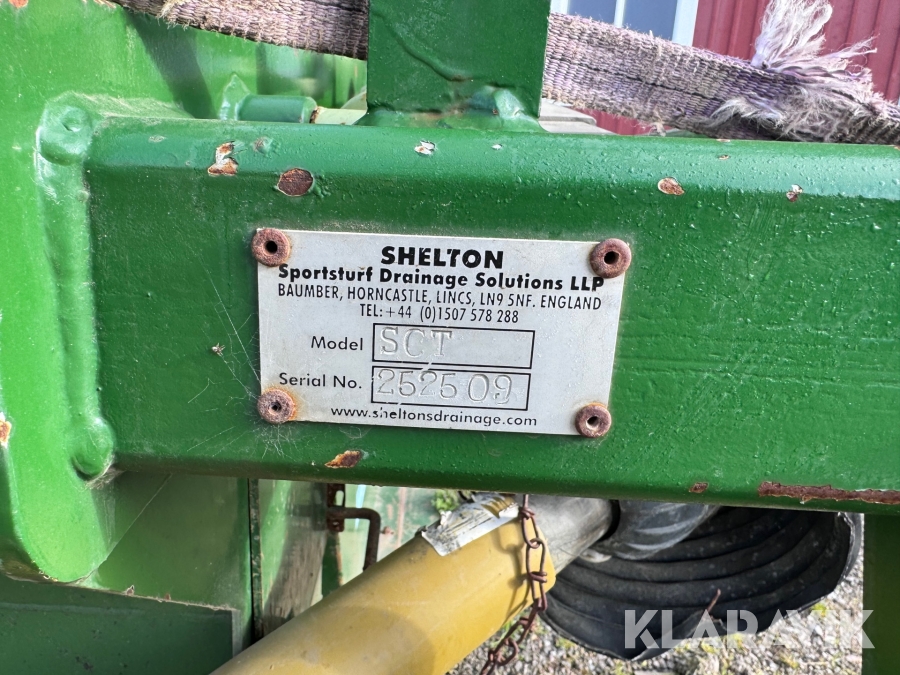 SHELTON
Sportsturf Drainage Solutions LLP
BAUMBER, HORNCASTLE, LINCS, LN9 5NF. ENGLAND
TEL: +44 (0)1507 578 288
Model SCT
Serial No. 252509
www.sheltonsdrainage.com
KLARAVIK